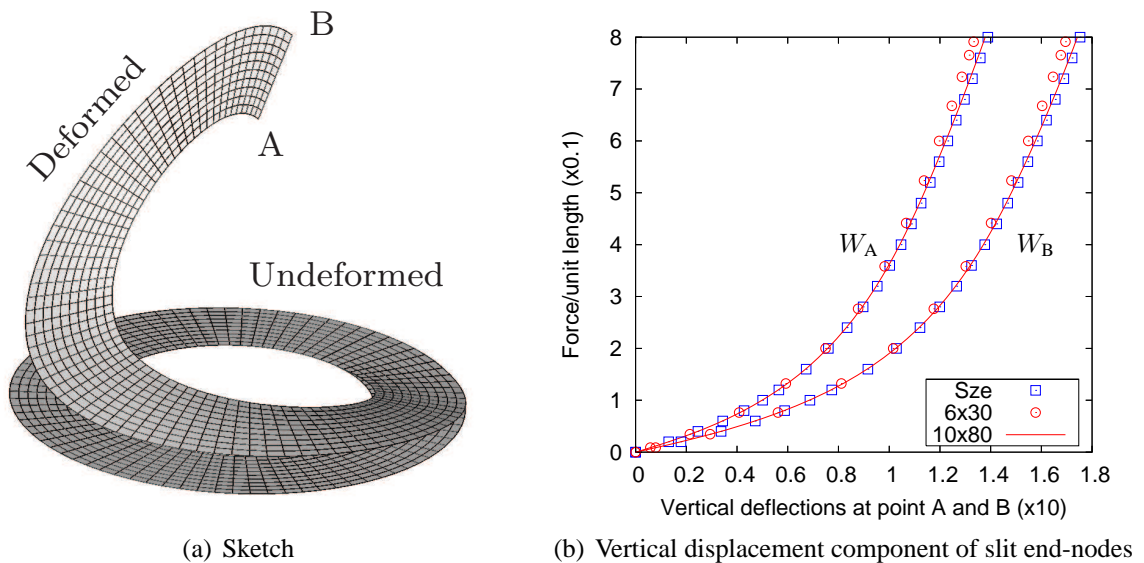 B
Deformed
A
Undeformed
(a) Sketch
8
7
6
5
4
3
2
1
0
Force/unit length (x0.1)
W_A
W_B
Sze
6x30
10x80
0 0.2 0.4 0.6 0.8 1 1.2 1.4 1.6 1.8
Vertical deflections at point A and B (x10)
(b) Vertical displacement component of slit end-nodes